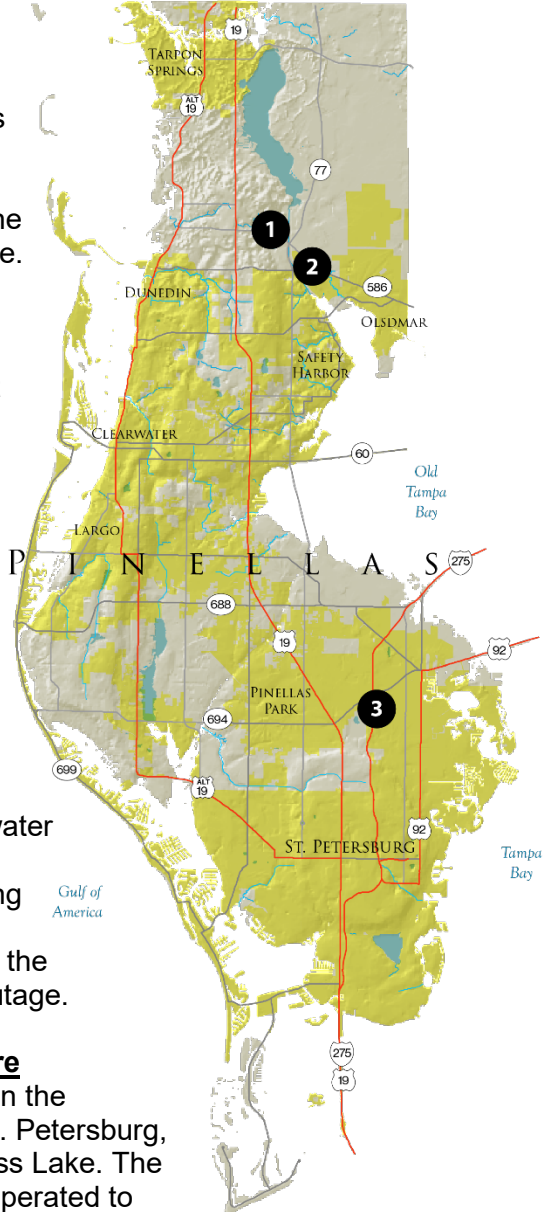 19
TARPON
SPRINGS
ALT
19
s
77
ne
e.
1
2
DUNEDIN
586
OLSDMAR
SAFETY
HARBOR
CLEARWATER
60
Old
Tampa
Bay
LARGO
PINELLAS
275
688
19
92
PINELLAS
PARK
3
694
699
ALT
19
ater
92
ST. PETERSBURG
Tampa
Bay
ng
Gulf of
America
the
utage.
275
19
re
n the
. Petersburg,
ss Lake. The
perated to